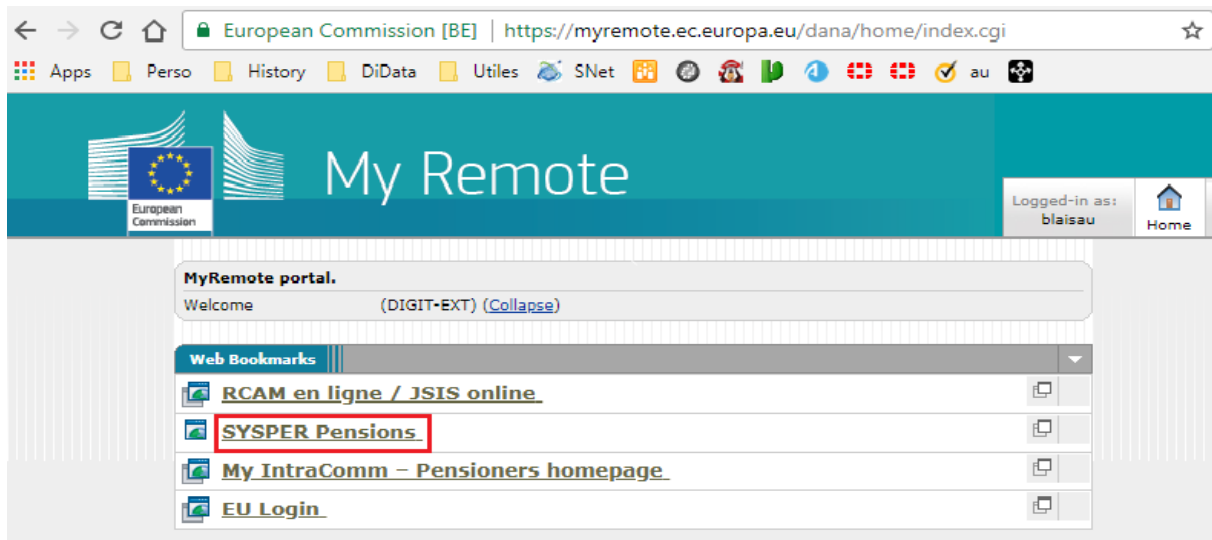 European Commission [BE] | https://myremote.ec.europa.eu/dana/home/index.cgi
Apps Perso History DiData Utiles SNet au
My Remote
European
Commission
Logged-in as:
blaisau
Home
MyRemote portal.
Welcome (DIGIT-EXT) (Collapse)
Web Bookmarks
RCAM en ligne / JSIS online
SYSPER Pensions
My IntraComm – Pensioners homepage
EU Login